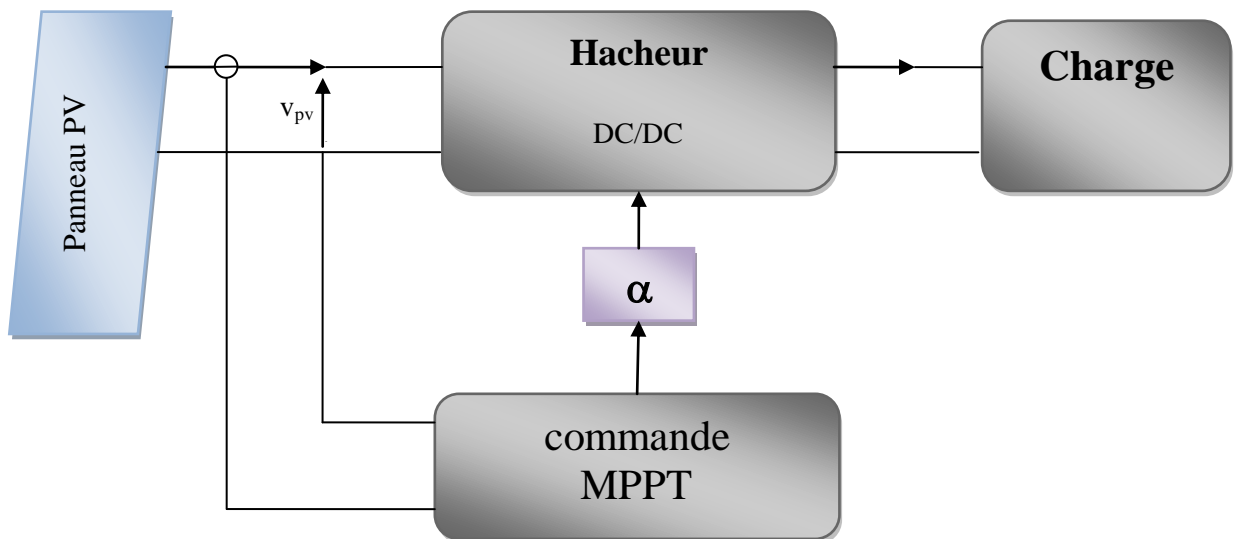 Panneau PV
v_pv
Hacheur
DC/DC
Charge
α
commande
MPPT